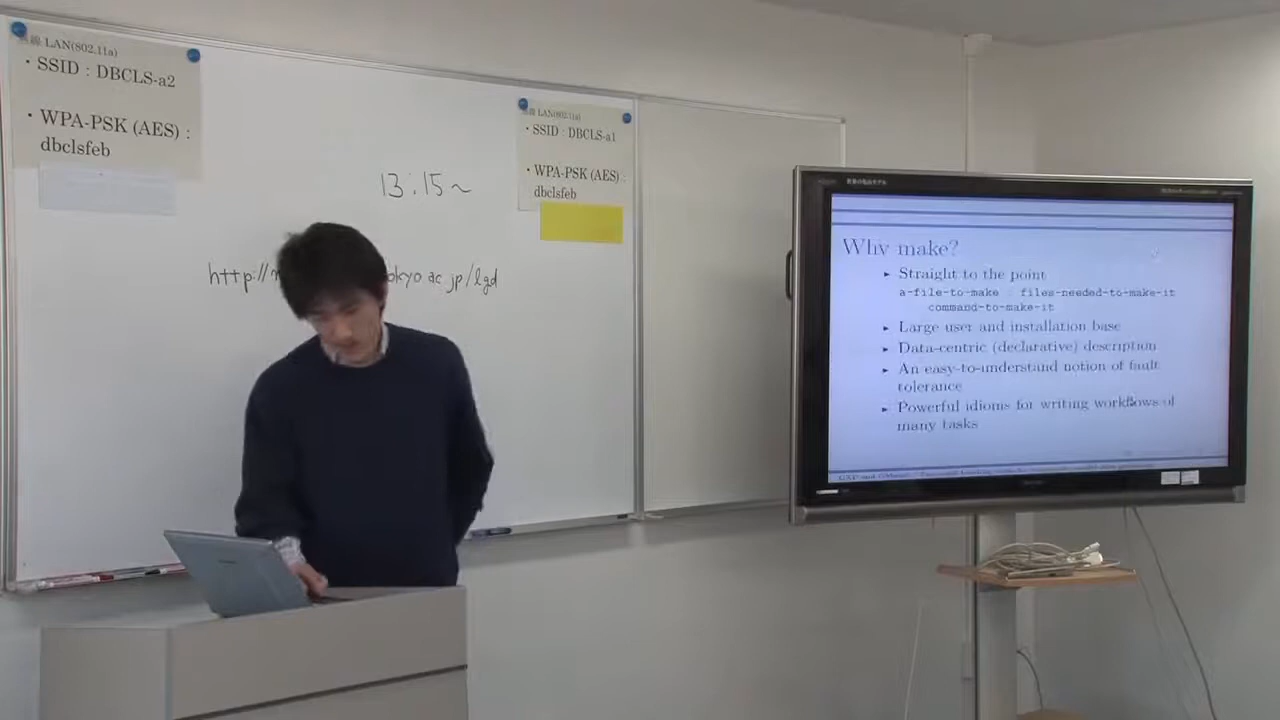 LAN(802.11a)
・SSID : DBCLS-a2
・WPA-PSK (AES) :
dbclsfeb
LAN(802.11a)
・SSID : DBCLS-a1
・WPA-PSK (AES) :
dbclsfeb
13:15~
http://
okyo ac.jp/lgd
Why make?
▸ Straight to the point
a-file-to-make : files-needed-to-make-it
command-to-make-it
▸ Large user and installation base
▸ Data-centric (declarative) description
▸ An easy-to-understand notion of fault
tolerance
▸ Powerful idioms for writing workflows of
many tasks